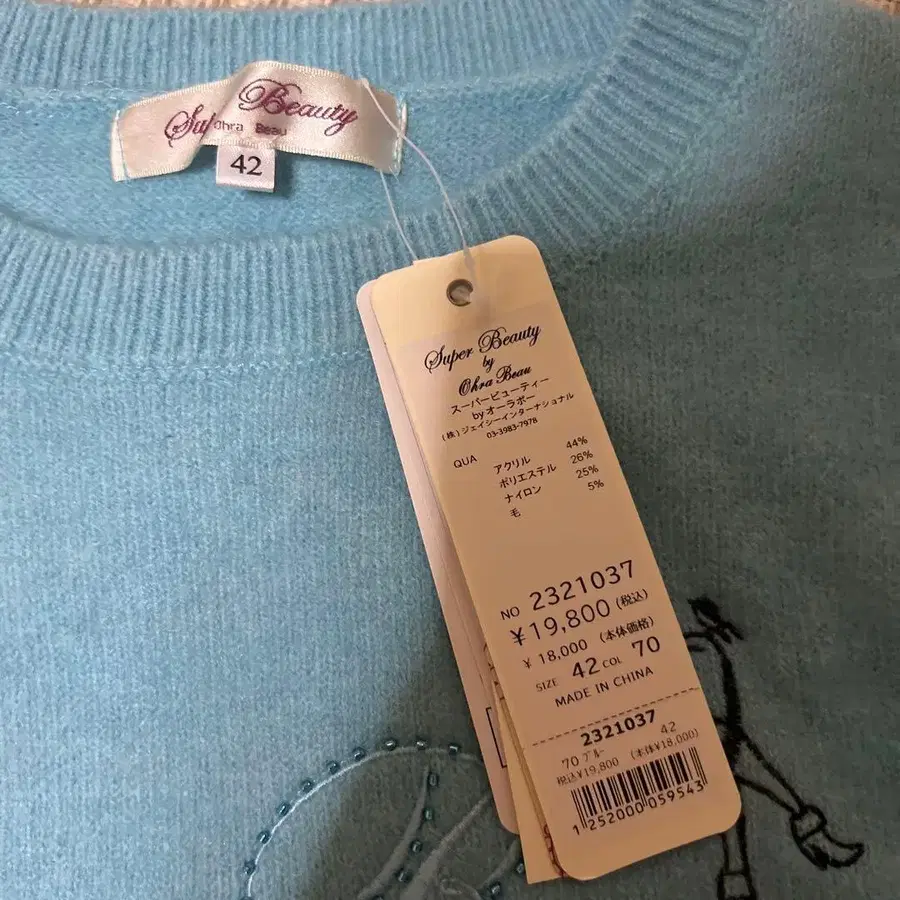 Beauty
Su
Ohra Beau
42
Super Beauty
by
Ohra Beau
スーパービューティー
byオーラボー
(株)ジェイシーインターナショナル
03-3983-7978
QUA アクリル 44%
ポリエステル 26%
ナイロン 25%
毛 5%
NO 2321037
¥19,800 (税込)
¥ 18,000 (本体価格)
SIZE 42 COL 70
MADE IN CHINA
2321037
70 ブルー 42
税込¥19,800 (本体¥18,000)
1 252000 059543